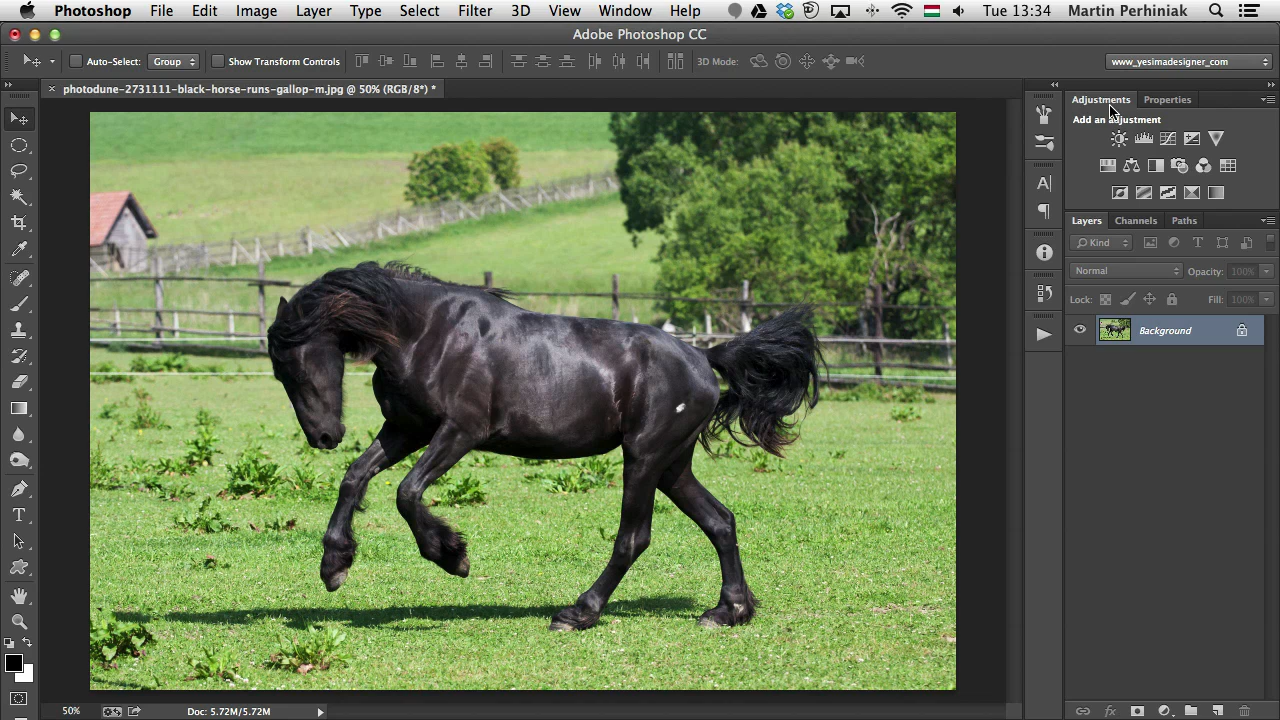 Photoshop File Edit Image Layer Type Select Filter 3D View Window Help Tue 13:34 Martin Perhiniak
Adobe Photoshop CC
Auto-Select: Group Show Transform Controls 3D Mode: www_yesimadesigner_com
photodune-2731111-black-horse-runs-gallop-m.jpg @ 50% (RGB/8*) *
Adjustments Properties
Add an adjustment
Layers Channels Paths
Kind
Normal Opacity: 100%
Lock: Fill: 100%
Background
50% Doc: 5.72M/5.72M